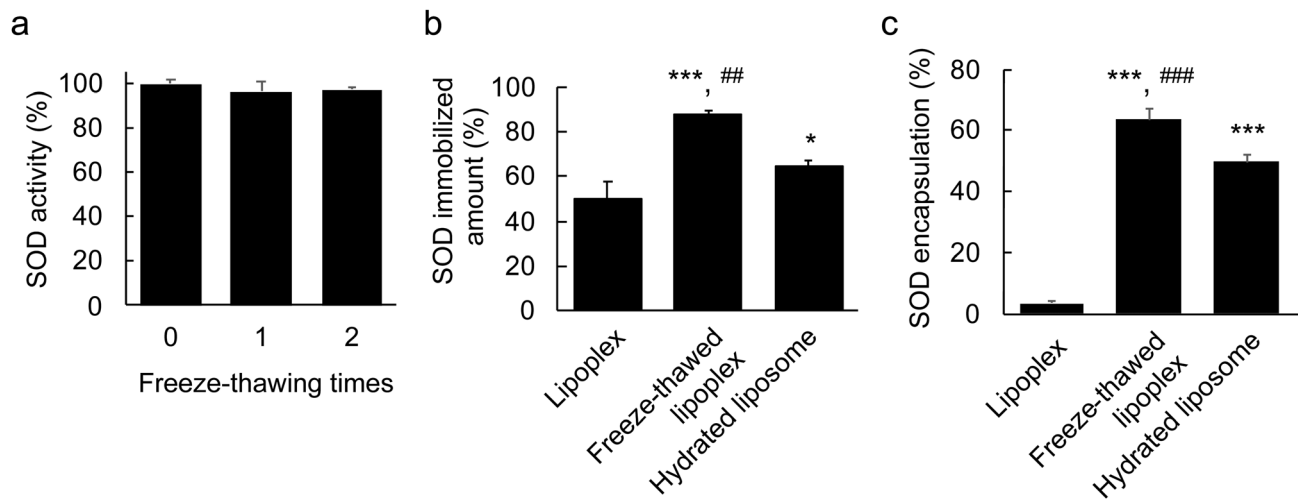 a
SOD activity (%)
100
80
60
40
20
0
0 1 2
Freeze-thawing times
b
SOD immobilized
amount (%)
100
80
60
40
20
0
***, ##
*
Lipoplex
Freeze-thawed
lipoplex
Hydrated liposome
c
SOD encapsulation (%)
80
60
40
20
0
***, ###
***
Lipoplex
Freeze-thawed
lipoplex
Hydrated liposome